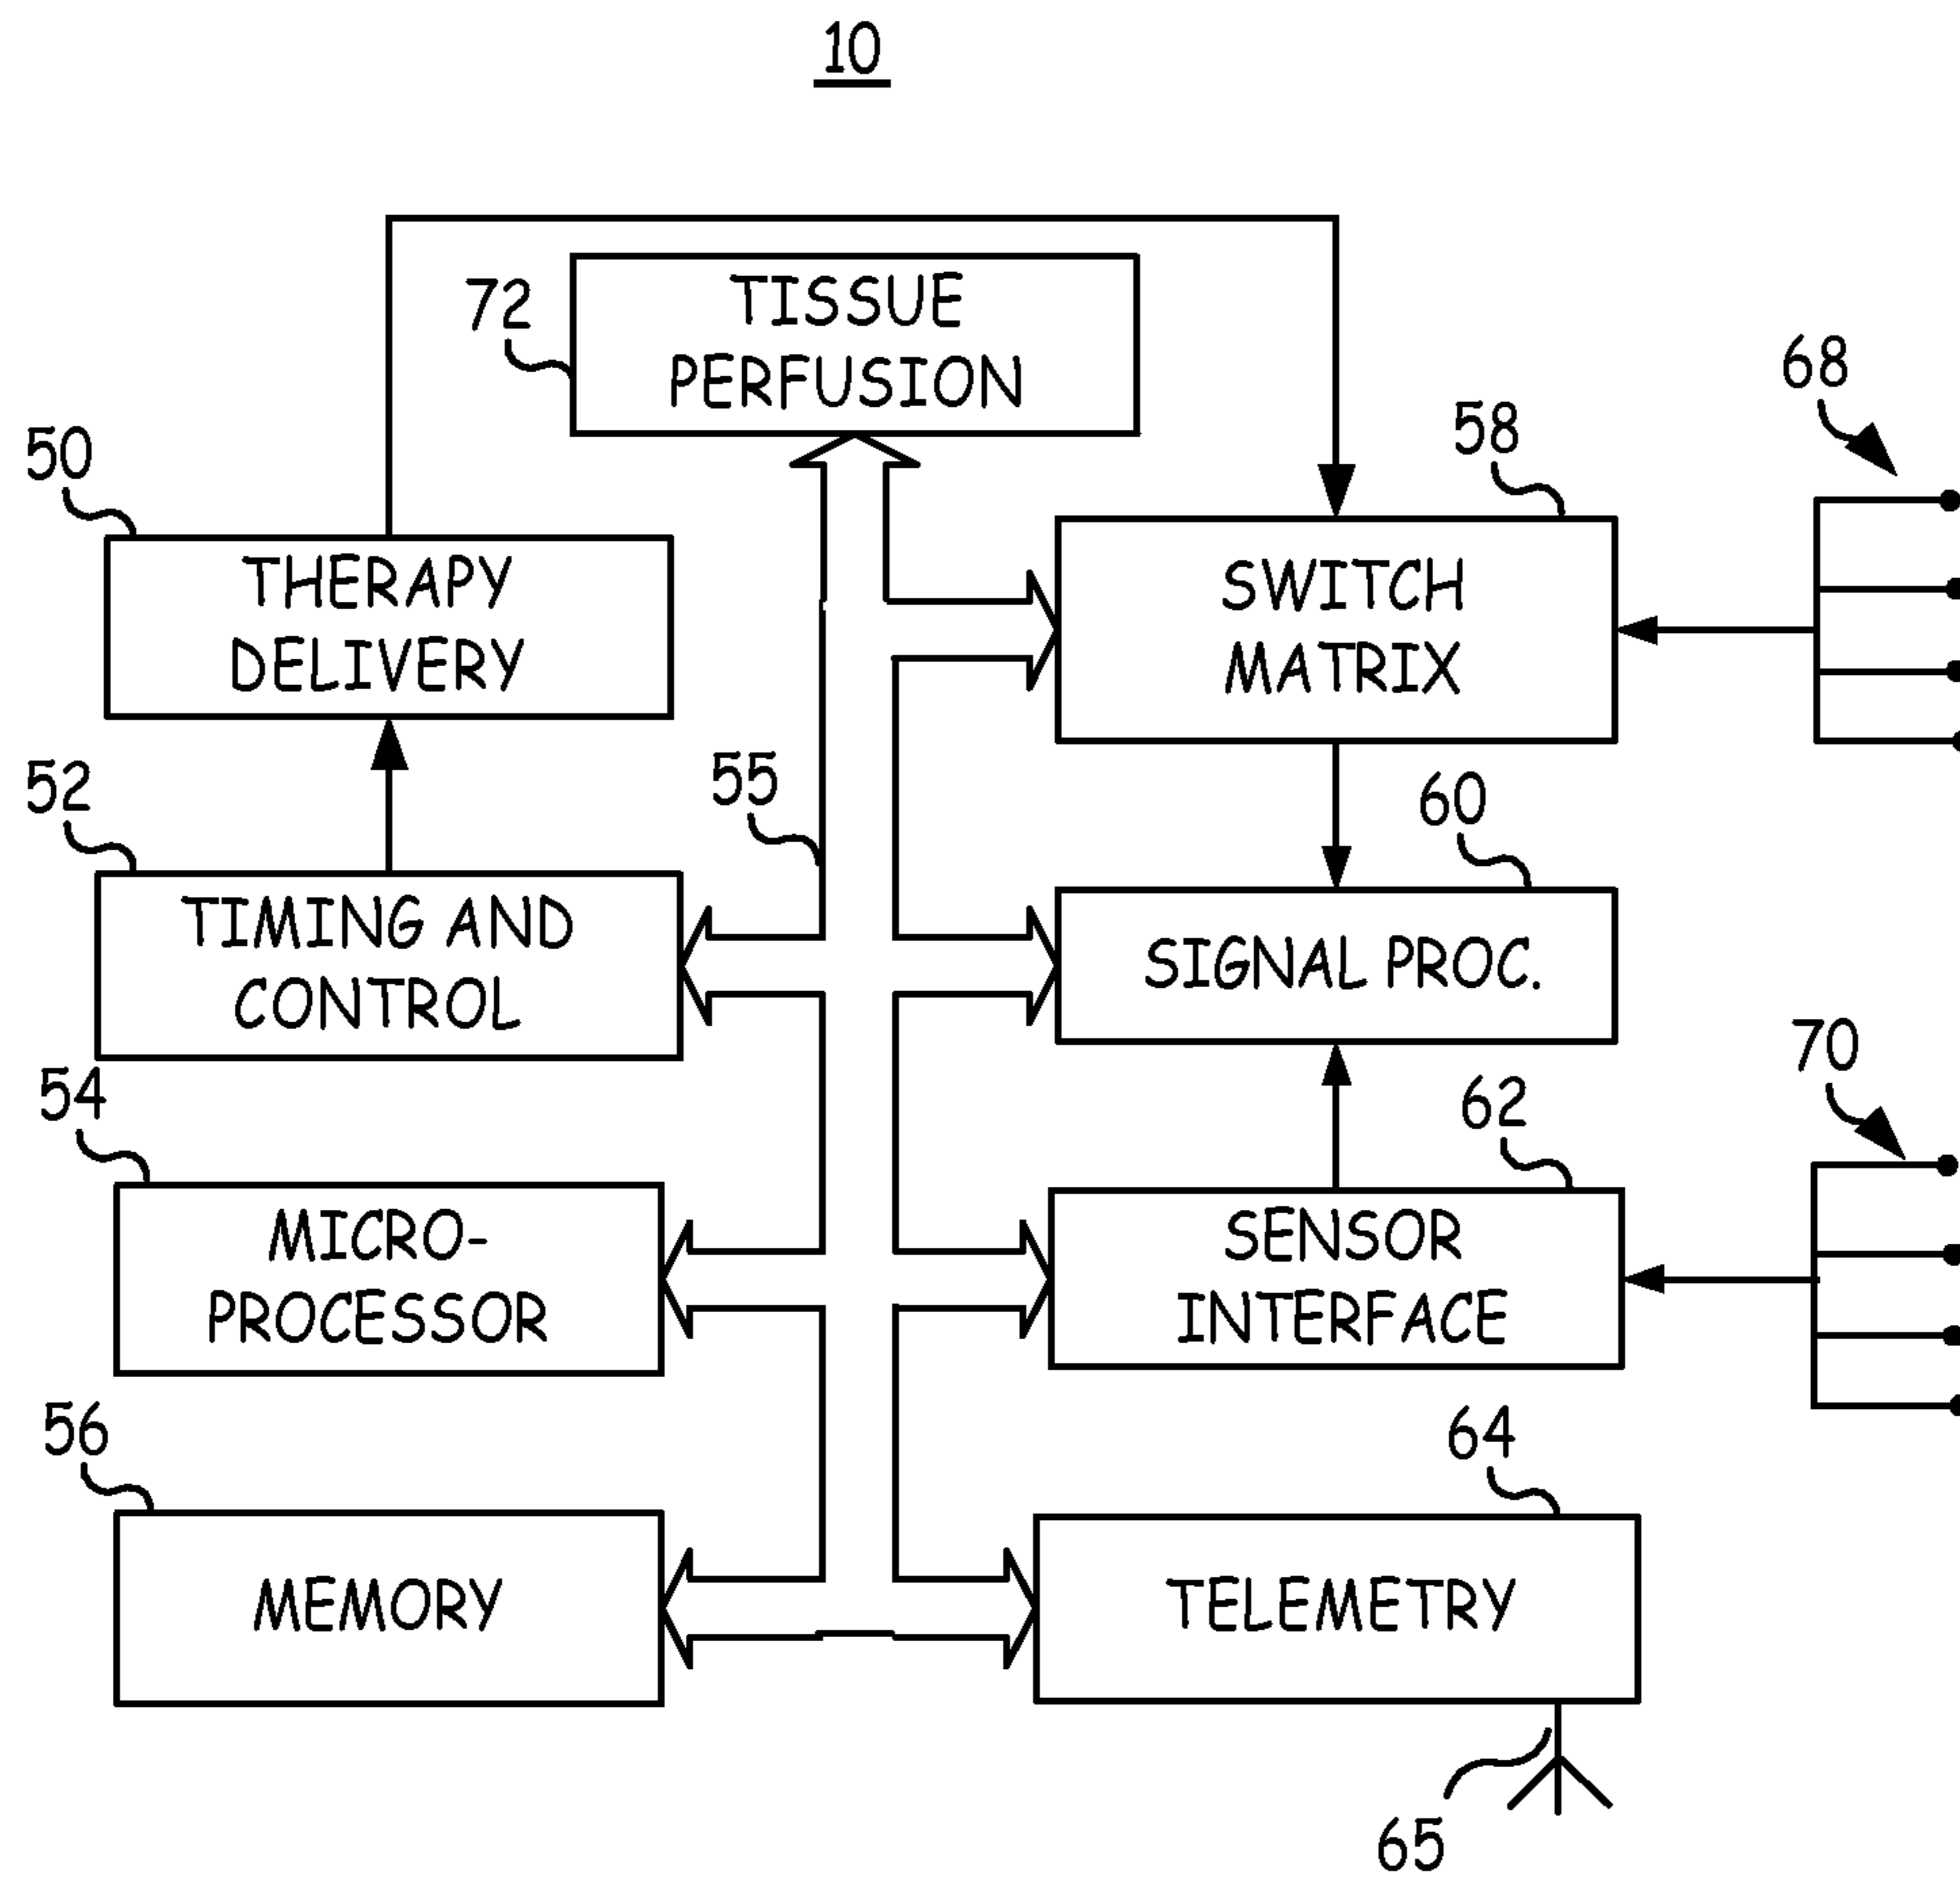 10
72
TISSUE
PERFUSION
68
58
50
THERAPY
DELIVERY
SWITCH
MATRIX
52
55
60
TIMING AND
CONTROL
SIGNAL PROC.
70
54
62
MICRO-
PROCESSOR
SENSOR
INTERFACE
56
64
MEMORY
TELEMETRY
65